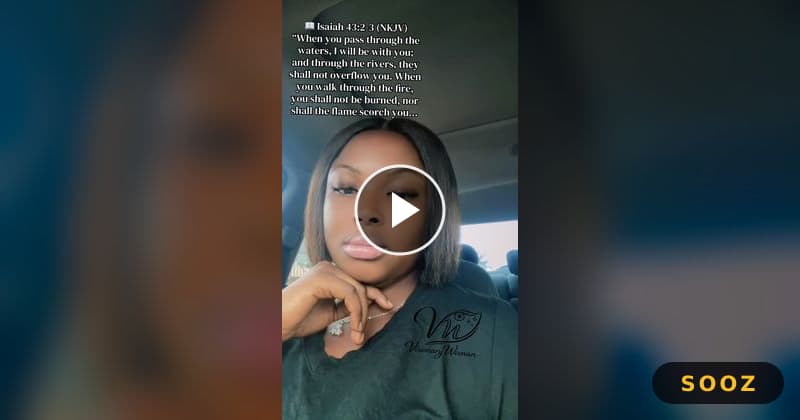 📖 Isaiah 43:2-3 (NKJV)
"When you pass through the
waters, I will be with you;
and through the rivers, they
shall not overflow you. When
you walk through the fire,
you shall not be burned, nor
shall the flame scorch you...
Visionary Woman
SOOZ